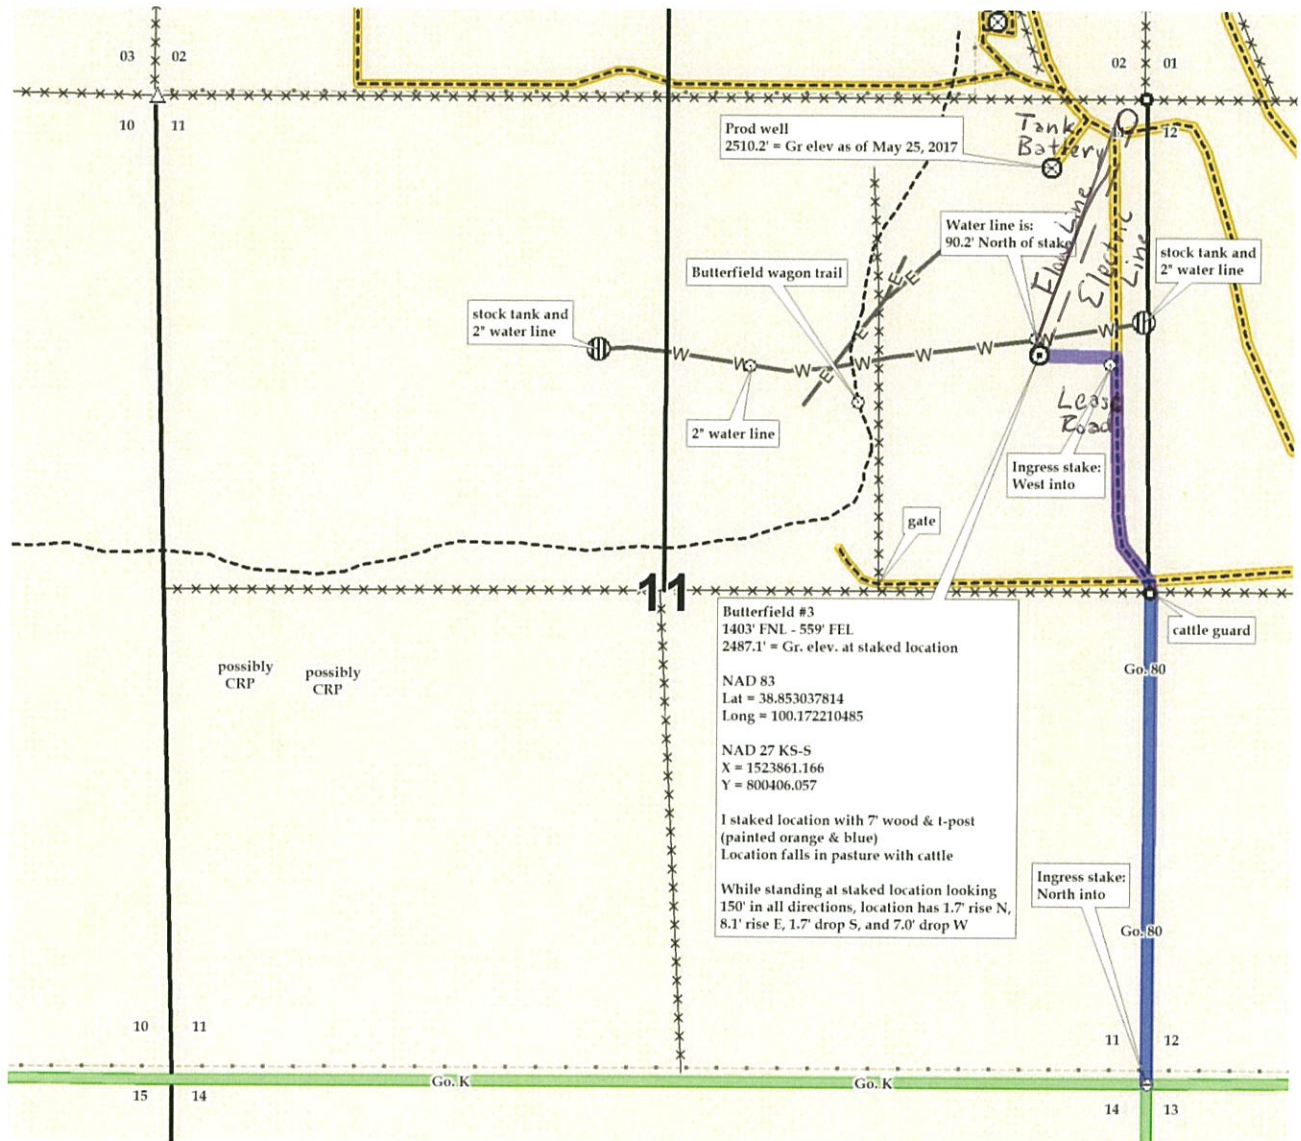 03 02
02 01
10 11
11 12
Prod well
2510.2' = Gr elev as of May 25, 2017
Tank
Battery
Water line is:
90.2' North of stake
Flow Line
Electric
Line
stock tank and
2" water line
Butterfield wagon trail
E
E
E
E
stock tank and
2" water line
W
W
W
W
W
W
W
W
2" water line
Lease
Road
Ingress stake:
West into
gate
11
Butterfield #3
1403' FNL - 559' FEL
2487.1' = Gr. elev. at staked location
NAD 83
Lat = 38.853037814
Long = 100.172210485
NAD 27 KS-S
X = 1523861.166
Y = 800406.057
I staked location with 7' wood & t-post
(painted orange & blue)
Location falls in pasture with cattle
While standing at staked location looking
150' in all directions, location has 1.7' rise N,
8.1' rise E, 1.7' drop S, and 7.0' drop W
cattle guard
possibly
CRP
possibly
CRP
Go. 80
Ingress stake:
North into
Go. 80
10 11
11 12
Go. K
Go. K
15 14
14 13